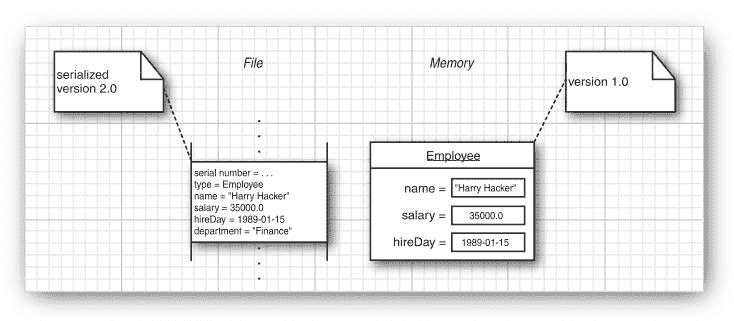 File
Memory
serialized
version 2.0
version 1.0
serial number = . . .
type = Employee
name = "Harry Hacker"
salary = 35000.0
hireDay = 1989-01-15
department = "Finance"
Employee
name = "Harry Hacker"
salary = 35000.0
hireDay = 1989-01-15